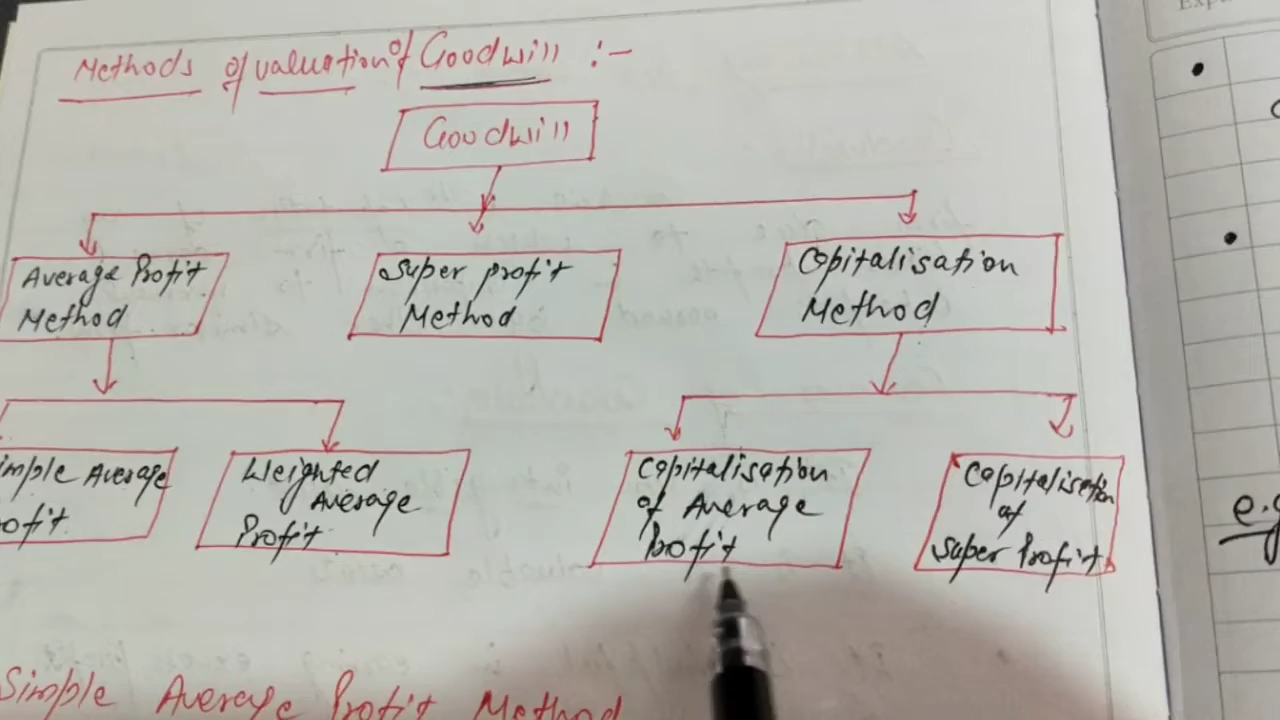 Methods of valuation of Goodwill :-
Goodwill
Average Profit
Method
Super profit
Method
Capitalisation
Method
imple Average
ofit.
Weighted
Average
Profit
Capitalisation
of Average
Profit
Capitalisation
of
Super Profit
Simple Average Profit Method
e.g